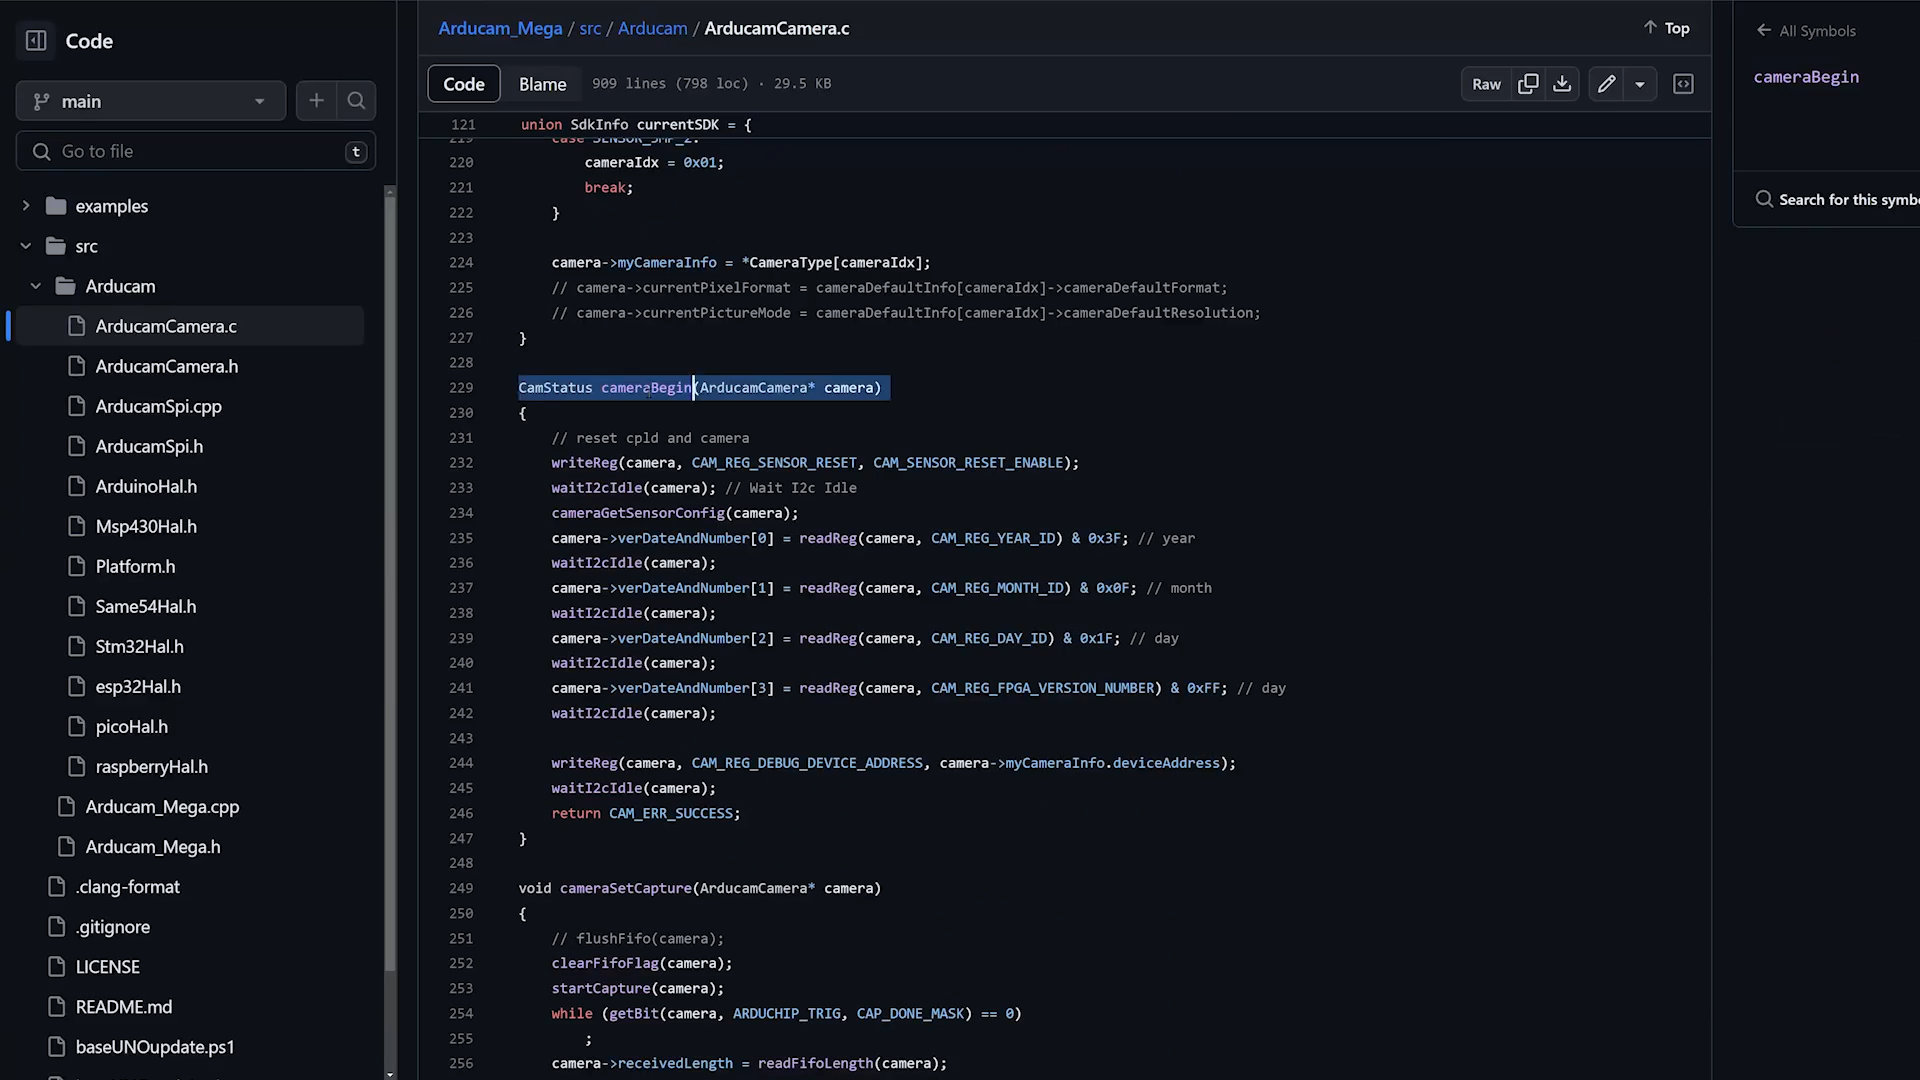 Code
main
Go to file
t
examples
src
Arducam
ArducamCamera.c
ArducamCamera.h
ArducamSpi.cpp
ArducamSpi.h
ArduinoHal.h
Msp430Hal.h
Platform.h
Same54Hal.h
Stm32Hal.h
esp32Hal.h
picoHal.h
raspberryHal.h
Arducam_Mega.cpp
Arducam_Mega.h
.clang-format
.gitignore
LICENSE
README.md
baseUNOupdate.ps1
Arducam_Mega / src / Arducam / ArducamCamera.c
Top
Code Blame 909 lines (798 loc) · 29.5 KB
Raw
121 union SdkInfo currentSDK = {
219 case SENSOR_3MP_2:
220 cameraIdx = 0x01;
221 break;
222 }
223
224 camera->myCameraInfo = *CameraType[cameraIdx];
225 // camera->currentPixelFormat = cameraDefaultInfo[cameraIdx]->cameraDefaultFormat;
226 // camera->currentPictureMode = cameraDefaultInfo[cameraIdx]->cameraDefaultResolution;
227 }
228
229 CamStatus cameraBegin(ArducamCamera* camera)
230 {
231 // reset cpld and camera
232 writeReg(camera, CAM_REG_SENSOR_RESET, CAM_SENSOR_RESET_ENABLE);
233 waitI2cIdle(camera); // Wait I2c Idle
234 cameraGetSensorConfig(camera);
235 camera->verDateAndNumber[0] = readReg(camera, CAM_REG_YEAR_ID) & 0x3F; // year
236 waitI2cIdle(camera);
237 camera->verDateAndNumber[1] = readReg(camera, CAM_REG_MONTH_ID) & 0x0F; // month
238 waitI2cIdle(camera);
239 camera->verDateAndNumber[2] = readReg(camera, CAM_REG_DAY_ID) & 0x1F; // day
240 waitI2cIdle(camera);
241 camera->verDateAndNumber[3] = readReg(camera, CAM_REG_FPGA_VERSION_NUMBER) & 0xFF; // day
242 waitI2cIdle(camera);
243
244 writeReg(camera, CAM_REG_DEBUG_DEVICE_ADDRESS, camera->myCameraInfo.deviceAddress);
245 waitI2cIdle(camera);
246 return CAM_ERR_SUCCESS;
247 }
248
249 void cameraSetCapture(ArducamCamera* camera)
250 {
251 // flushFifo(camera);
252 clearFifoFlag(camera);
253 startCapture(camera);
254 while (getBit(camera, ARDUCHIP_TRIG, CAP_DONE_MASK) == 0)
255 ;
256 camera->receivedLength = readFifoLength(camera);
All Symbols
cameraBegin
Search for this symbo